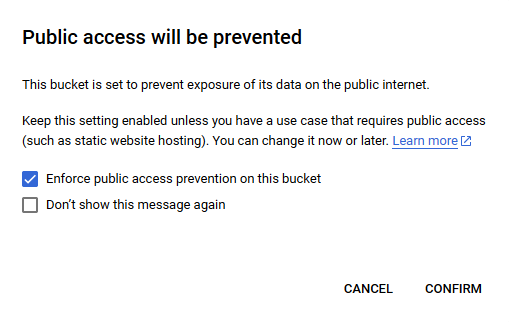 Public access will be prevented
This bucket is set to prevent exposure of its data on the public internet.
Keep this setting enabled unless you have a use case that requires public access
(such as static website hosting). You can change it now or later. Learn more
Enforce public access prevention on this bucket
Don't show this message again
CANCEL CONFIRM